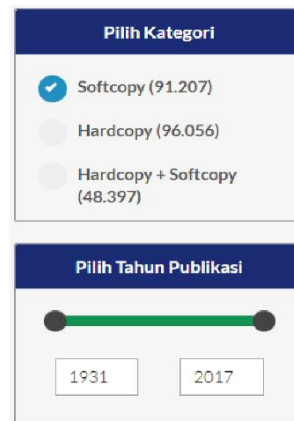 Pilih Kategori
Softcopy (91.207)
Hardcopy (96.056)
Hardcopy + Softcopy
(48.397)
Pilih Tahun Publikasi
1931 2017